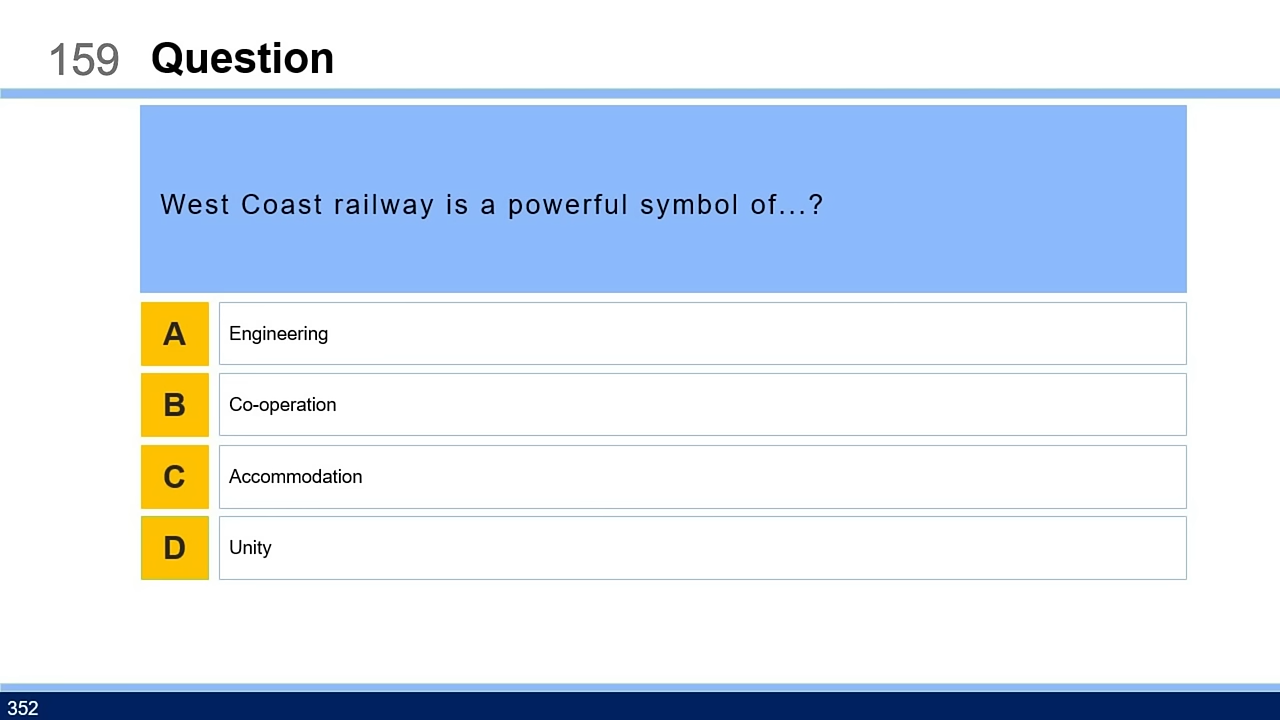 159 Question
West Coast railway is a powerful symbol of...?
A Engineering
B Co-operation
C Accommodation
D Unity
352